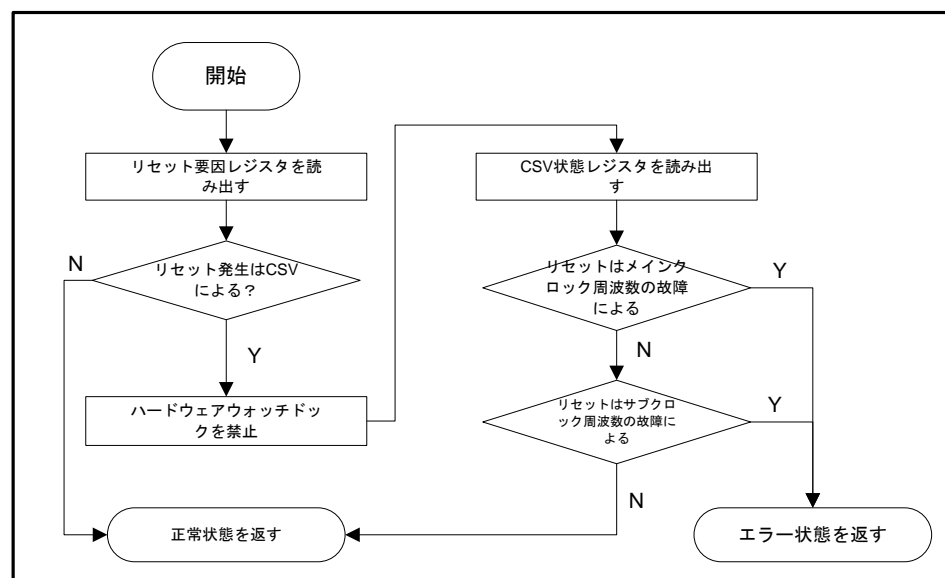 開始
リセット要因レジスタを読
み出す
リセット発生はCSV
による？
N
Y
ハードウェアウォッチドッ
クを禁止
正常状態を返す
CSV状態レジスタを読み出
す
リセットはメインク
ロック周波数の故障
による
Y
N
リセットはサブクロ
ック周波数の故障に
よる
Y
N
エラー状態を返す